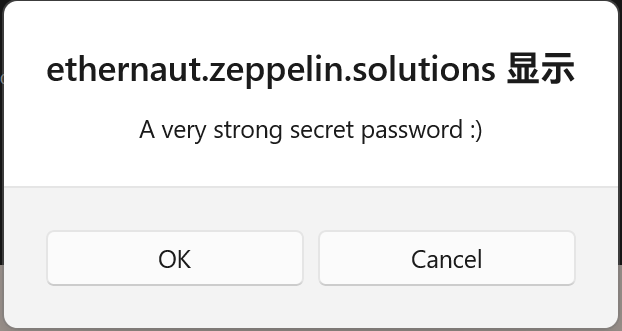 ethernaut.zeppelin.solutions 显示
A very strong secret password :)
OK
Cancel